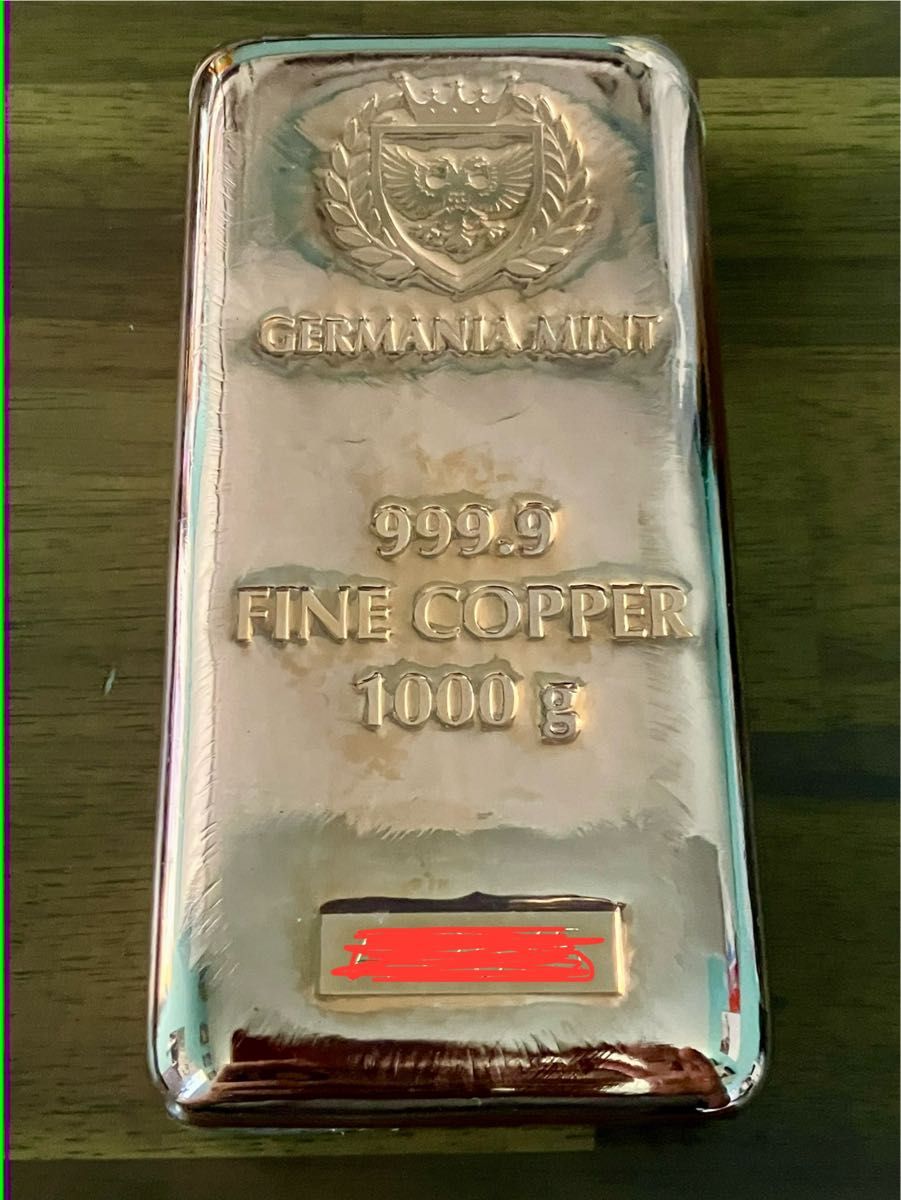 GERMANIA MINT
999.9
FINE COPPER
1000 g